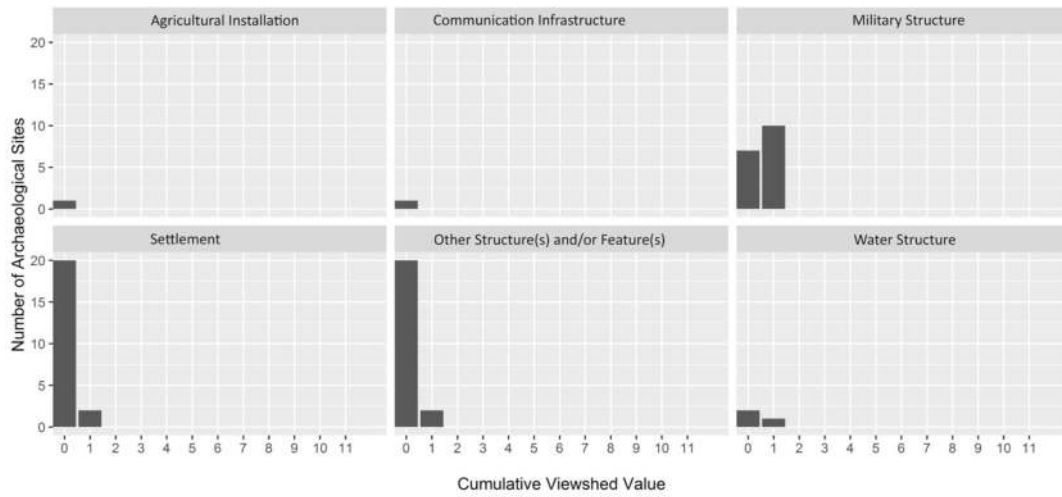 Agricultural Installation
Communication Infrastructure
Military Structure
20
15
10
5
0
Settlement
Other Structure(s) and/or Feature(s)
Water Structure
20
15
10
5
0
0 1 2 3 4 5 6 7 8 9 10 11
0 1 2 3 4 5 6 7 8 9 10 11
0 1 2 3 4 5 6 7 8 9 10 11
Number of Archaeological Sites
Cumulative Viewshed Value